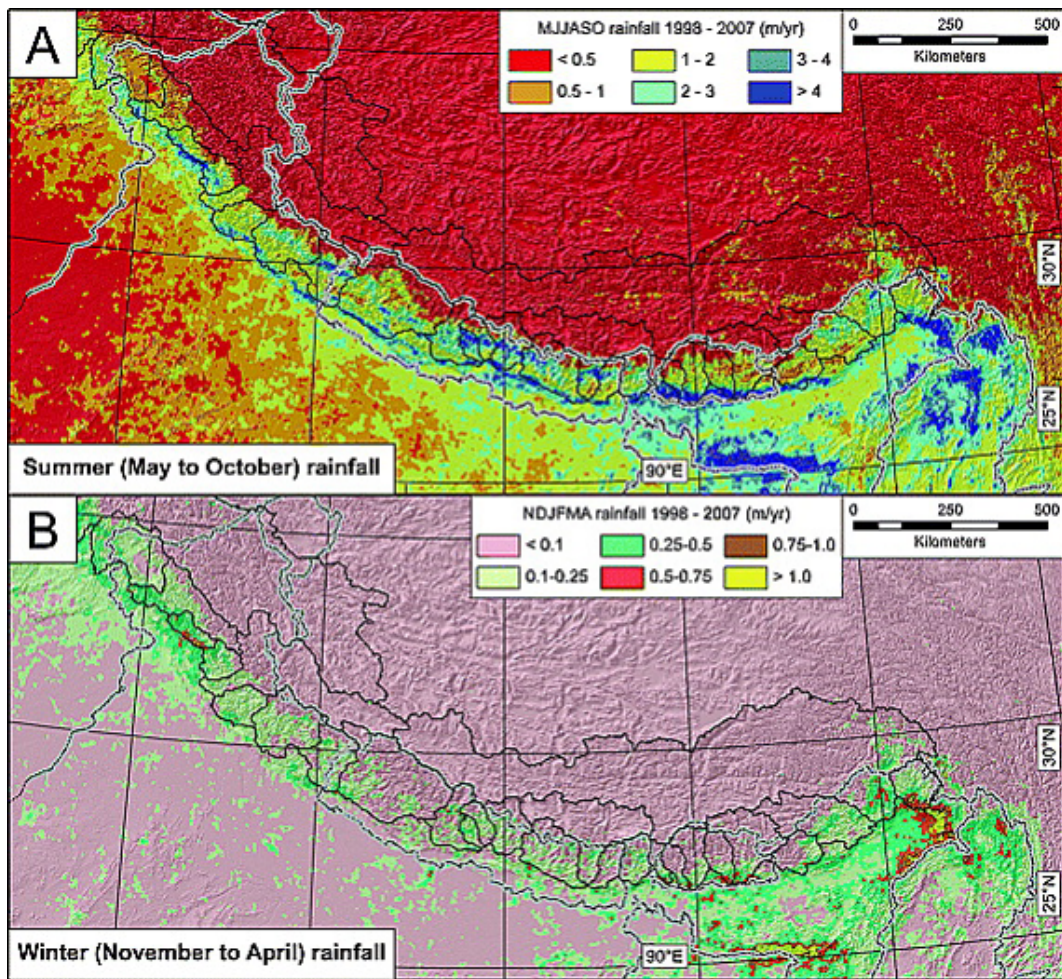 A
MJJASO rainfall 1998 - 2007 (m/yr)
< 0.5
1 - 2
3 - 4
0.5 - 1
2 - 3
> 4
0 250 500
Kilometers
30°N
25°N
90°E
Summer (May to October) rainfall
B
NDJFMA rainfall 1998 - 2007 (m/yr)
< 0.1
0.25-0.5
0.75-1.0
0.1-0.25
0.5-0.75
> 1.0
0 250 500
Kilometers
30°N
25°N
90°E
Winter (November to April) rainfall